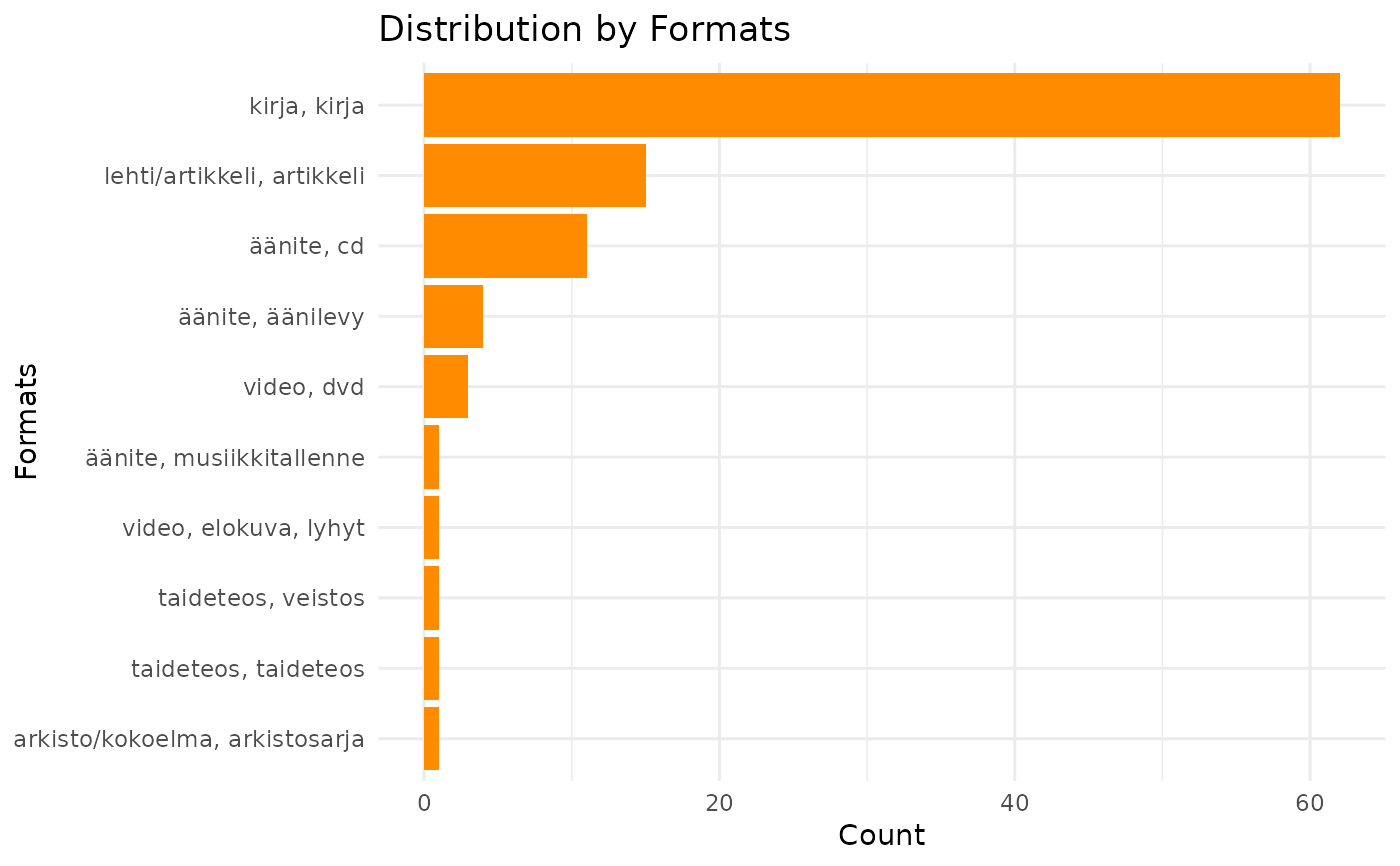 Distribution by Formats
kirja, kirja
lehti/artikkeli, artikkeli
äänite, cd
äänite, äänilevy
video, dvd
äänite, musiikkitallenne
video, elokuva, lyhyt
taideteos, veistos
taideteos, taideteos
arkisto/kokoelma, arkistosarja
Formats
0 20 40 60
Count